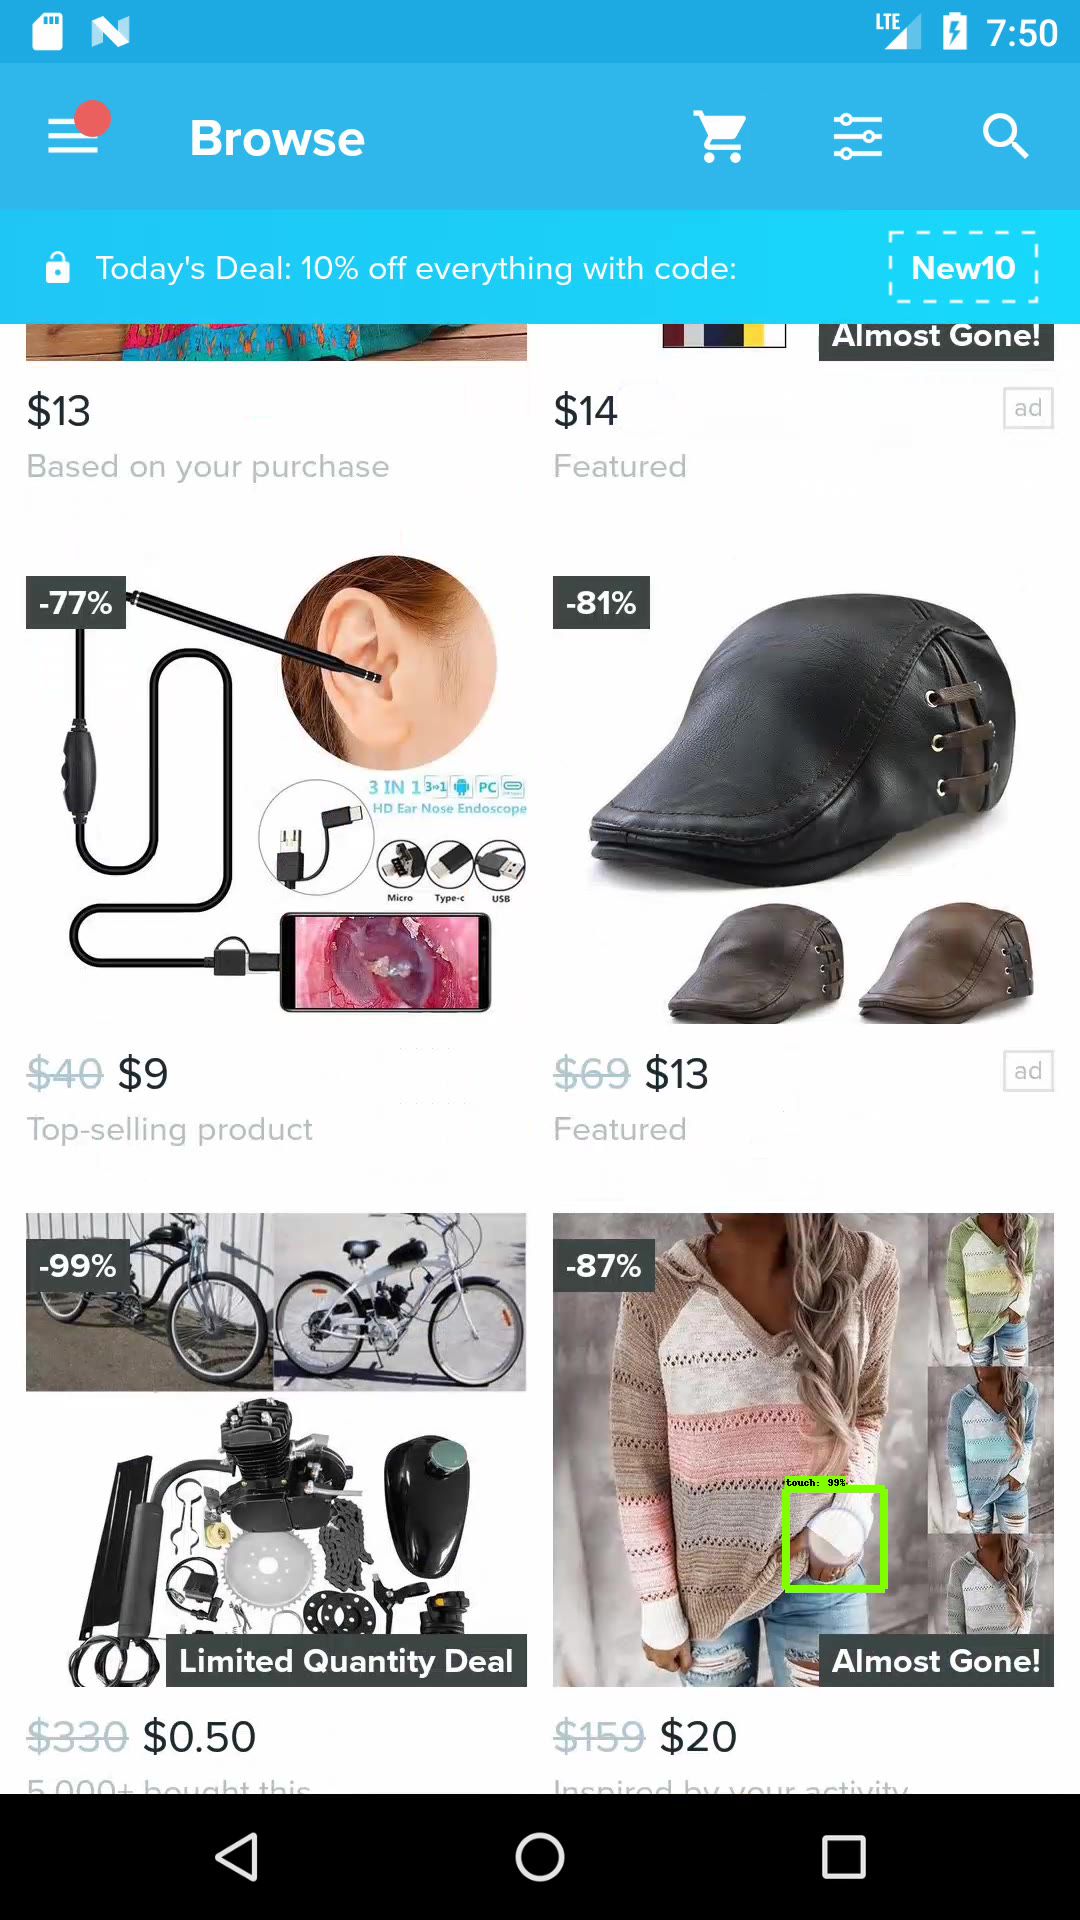 LTE 7:50
Browse
Today's Deal: 10% off everything with code: New10
Almost Gone!
$13
Based on your purchase
$14 ad
Featured
-77%
3 IN 1 3in1 PC
HD Ear Nose Endoscope
Micro Type-c USB
-81%
$40 $9
Top-selling product
$69 $13 ad
Featured
-99%
Limited Quantity Deal
-87%
touch: 99%
Almost Gone!
$330 $0.50
5,000+ bought this
$159 $20
Inspired by your activity